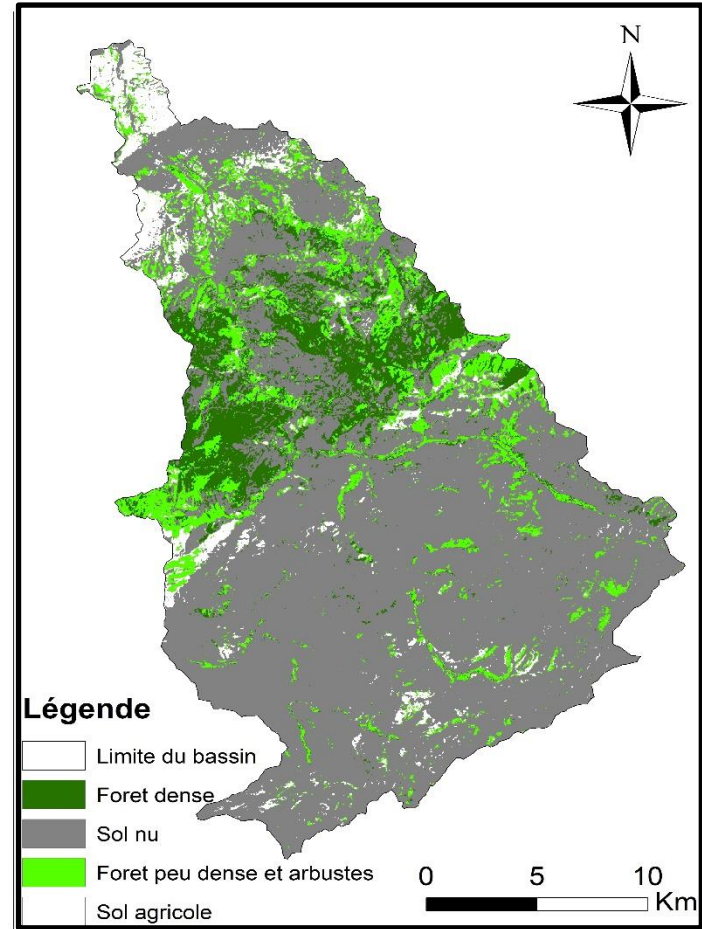 N
Légende
Limite du bassin
Foret dense
Sol nu
Foret peu dense et arbustes
Sol agricole
0 5 10
Km